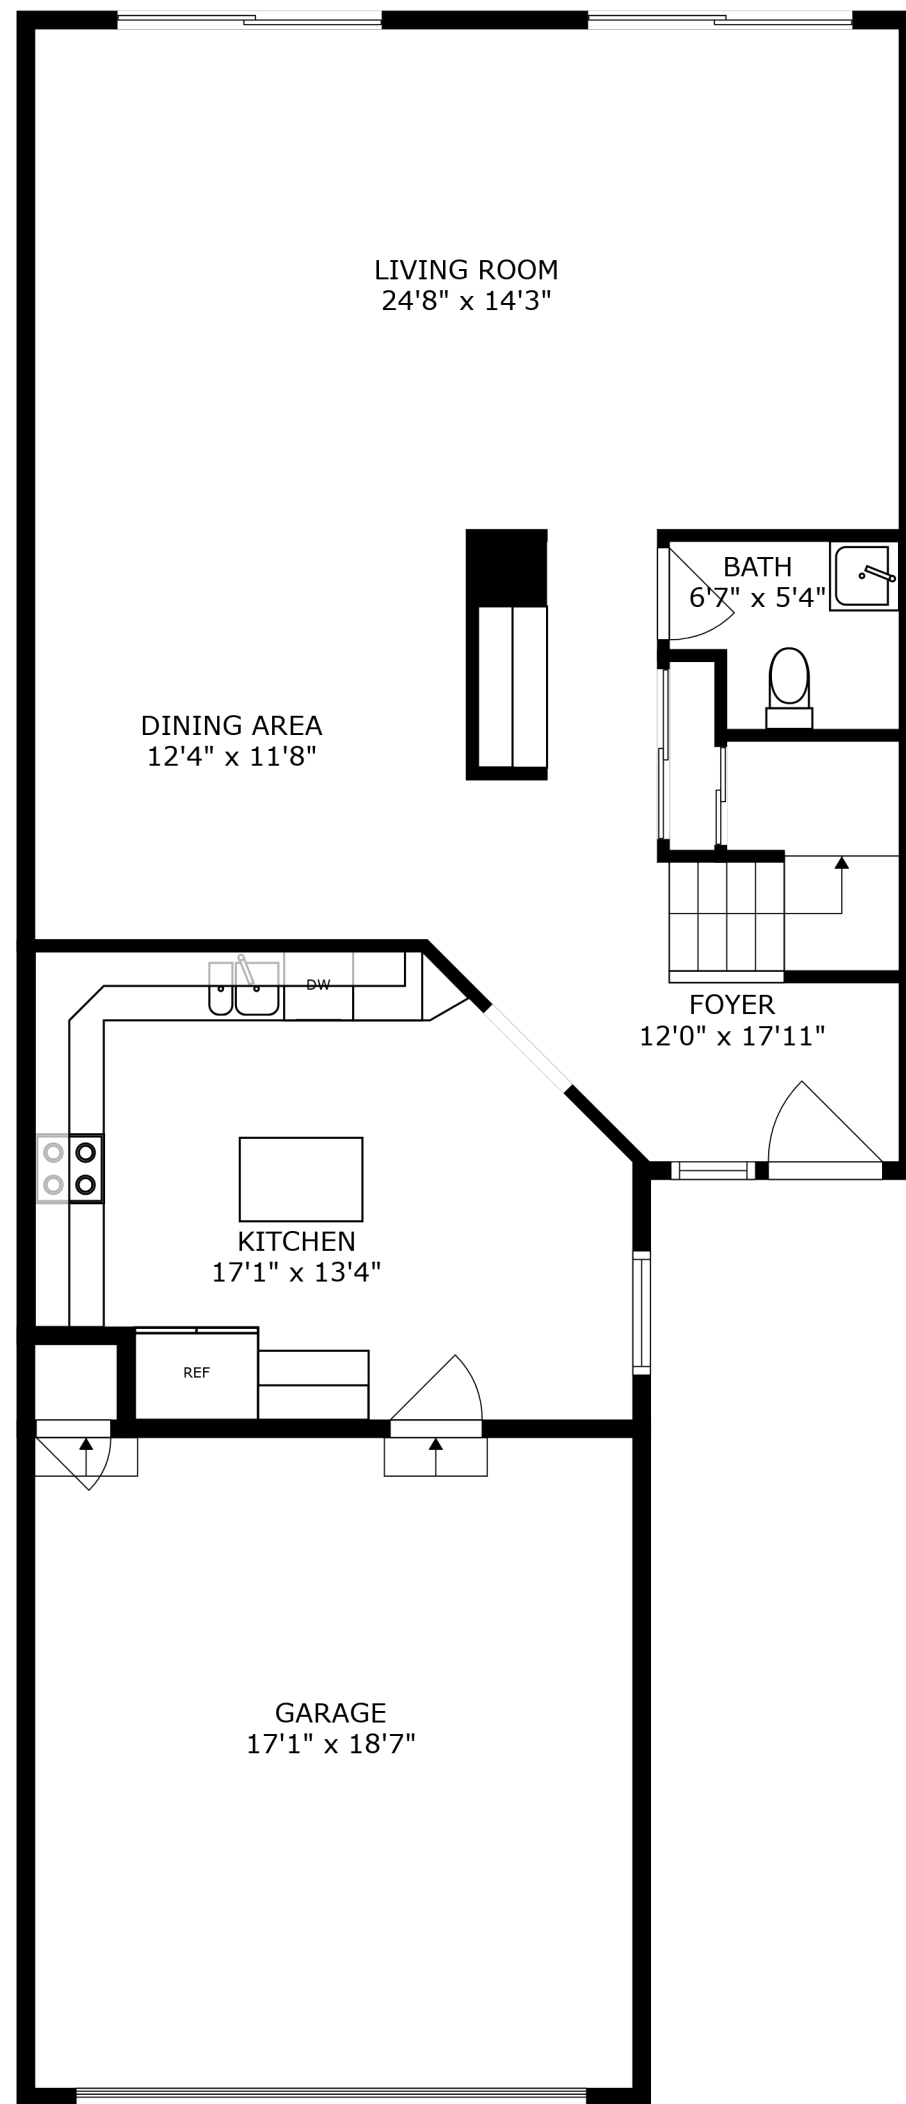 LIVING ROOM
24'8" x 14'3"
BATH
6'7" x 5'4"
DINING AREA
12'4" x 11'8"
DW
FOYER
12'0" x 17'11"
KITCHEN
17'1" x 13'4"
REF
GARAGE
17'1" x 18'7"